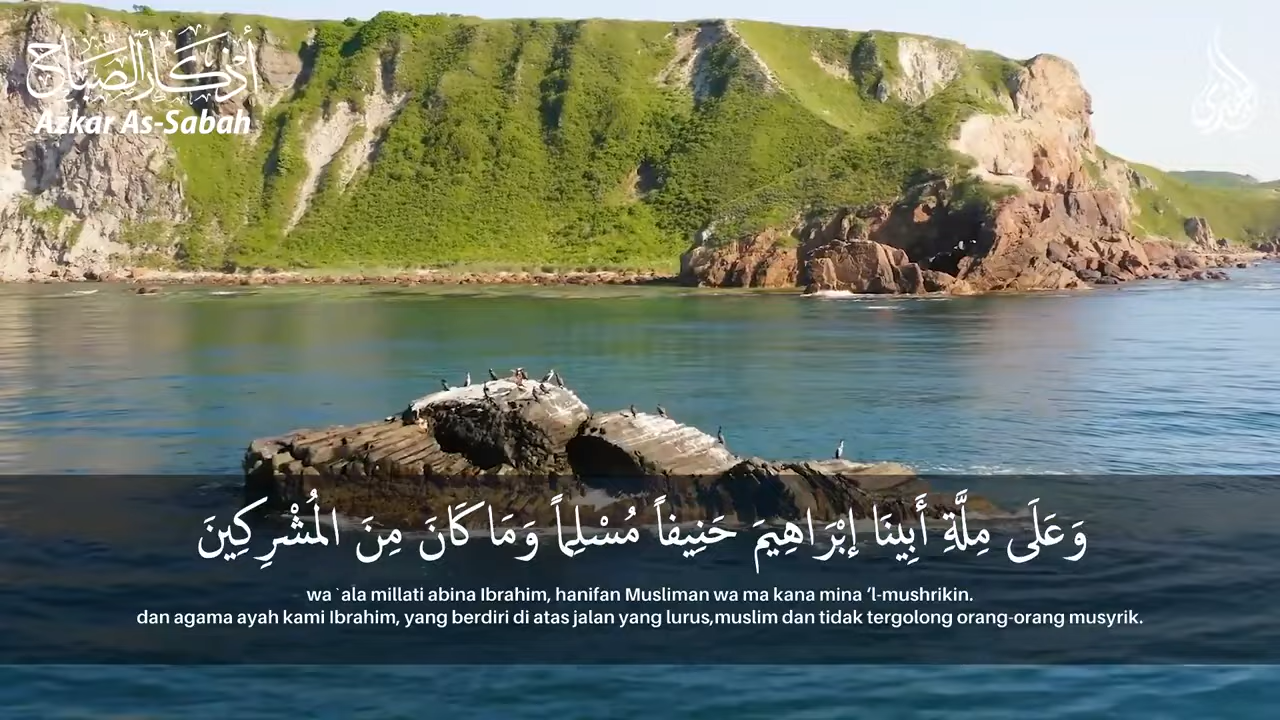 أذكار الصباح
Azkar As-Sabah
وَعَلَى مِلَّةِ أَبِينَا إِبْرَاهِيمَ حَنِيفاً مُسْلِماً وَمَا كَانَ مِنَ الْمُشْرِكِينَ
wa `ala millati abina Ibrahim, hanifan Musliman wa ma kana mina ‘l-mushrikin.
dan agama ayah kami Ibrahim, yang berdiri di atas jalan yang lurus,muslim dan tidak tergolong orang-orang musyrik.